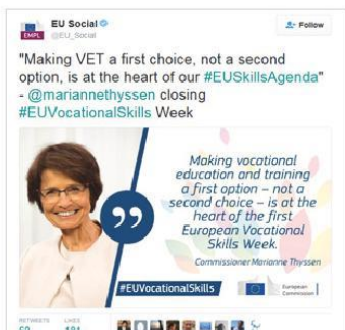 EU Social
EMPL
@EU_Social
Follow
"Making VET a first choice, not a second
option, is at the heart of our #EUSkillsAgenda"
- @mariannethyssen closing
#EUVocationalSkills Week
Making vocational
education and training
a first option – not a
second choice – is at the
heart of the first
European Vocational
Skills Week.
Commissioner Marianne Thyssen
#EUVocationalSkills
European
Commission
RETWEETS LIKES